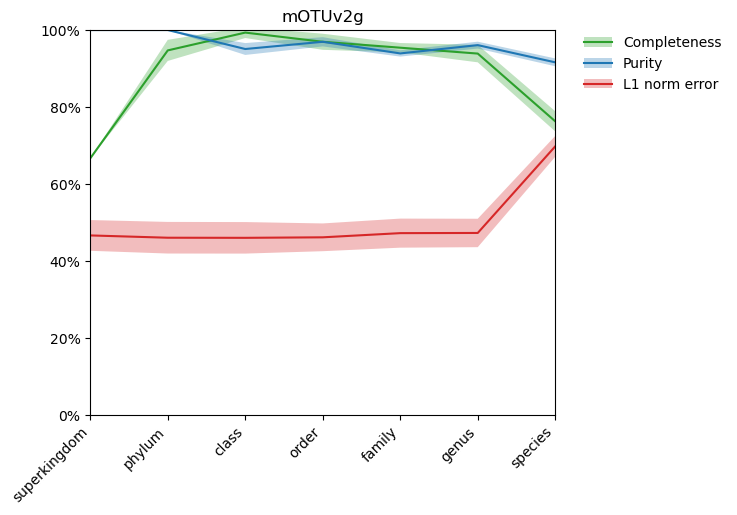 mOTUv2g
100%
80%
60%
40%
20%
0%
superkingdom
phylum
class
order
family
genus
species
Completeness
Purity
L1 norm error